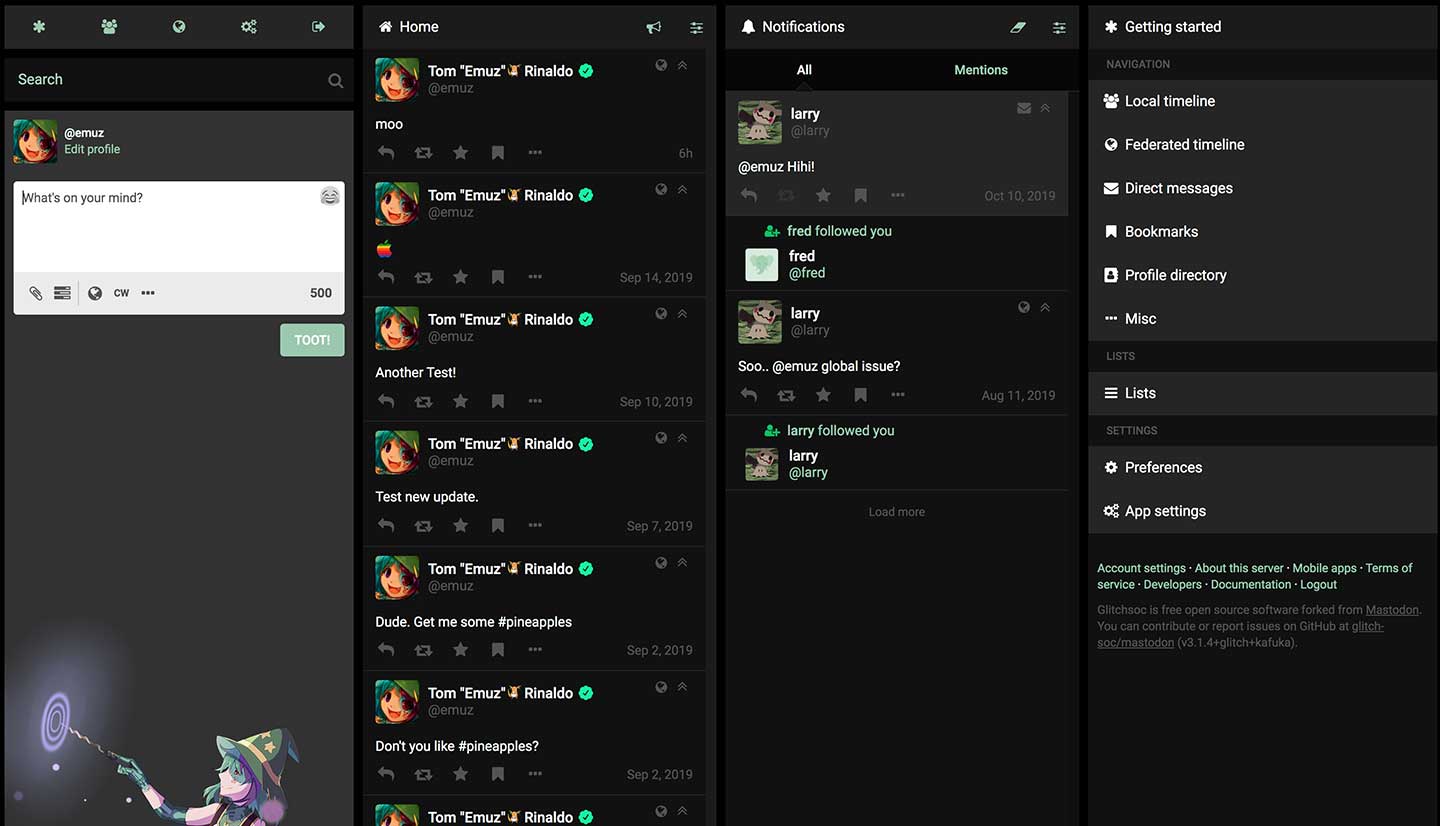 Search
@emuz
Edit profile
What's on your mind?
CW
500
TOOT!
Home
Tom "Emuz" Rinaldo
@emuz
moo
6h
Tom "Emuz" Rinaldo
@emuz
Sep 14, 2019
Tom "Emuz" Rinaldo
@emuz
Another Test!
Sep 10, 2019
Tom "Emuz" Rinaldo
@emuz
Test new update.
Sep 7, 2019
Tom "Emuz" Rinaldo
@emuz
Dude. Get me some #pineapples
Sep 2, 2019
Tom "Emuz" Rinaldo
@emuz
Don't you like #pineapples?
Sep 2, 2019
Tom "Emuz" Rinaldo
Notifications
All
Mentions
larry
@larry
@emuz Hihi!
Oct 10, 2019
fred followed you
fred
@fred
larry
@larry
Soo.. @emuz global issue?
Aug 11, 2019
larry followed you
larry
@larry
Load more
Getting started
NAVIGATION
Local timeline
Federated timeline
Direct messages
Bookmarks
Profile directory
Misc
LISTS
Lists
SETTINGS
Preferences
App settings
Account settings · About this server · Mobile apps · Terms of
service · Developers · Documentation · Logout
Glitchsoc is free open source software forked from Mastodon.
You can contribute or report issues on GitHub at glitch-
soc/mastodon (v3.1.4+glitch+kafuka).